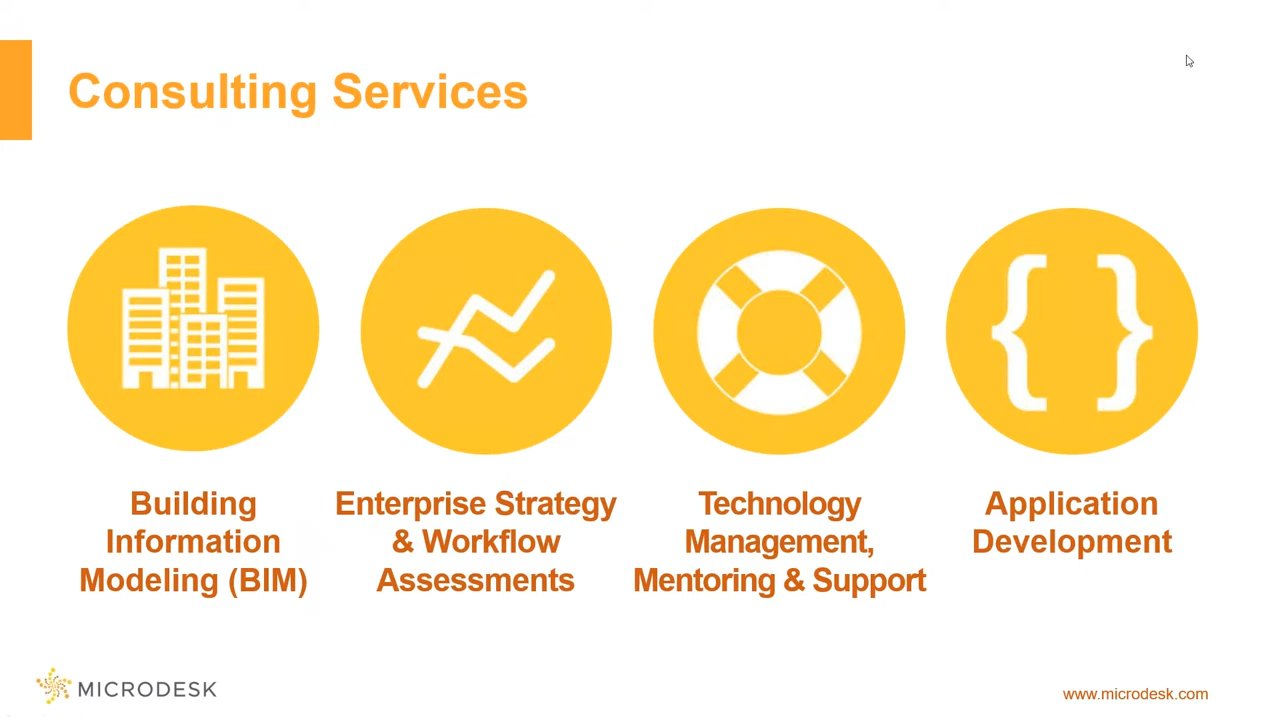 Consulting Services
Building
Information
Modeling (BIM)
Enterprise Strategy
& Workflow
Assessments
Technology
Management,
Mentoring & Support
Application
Development
MICRODESK
www.microdesk.com